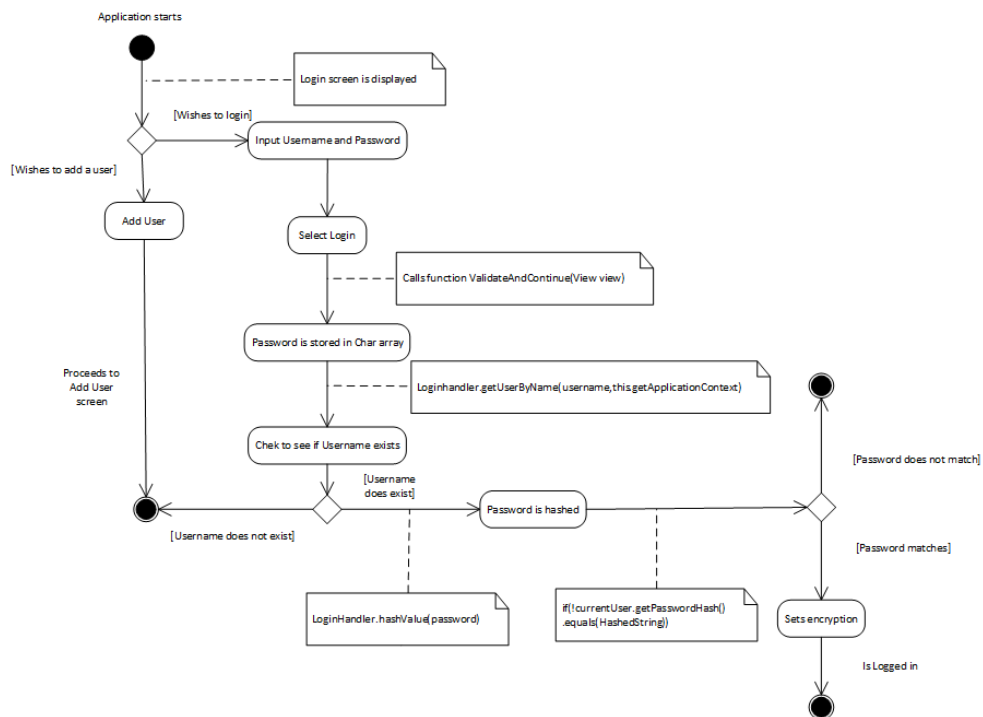 Application starts
Login screen is displayed
[Wishes to login]
Input Username and Password
[Wishes to add a user]
Add User
Select Login
Calls function ValidateAndContinue(View view)
Password is stored in Char array
Proceeds to
Add User
screen
Loginhandler.getUserByName(username,this.getApplicationContext)
Chek to see if Username exists
[Username
does exist]
[Password does not match]
Password is hashed
[Username does not exist]
[Password matches]
LoginHandler.hashValue(password)
if(!currentUser.getPasswordHash()
.equals(HashedString))
Sets encryption
Is Logged in